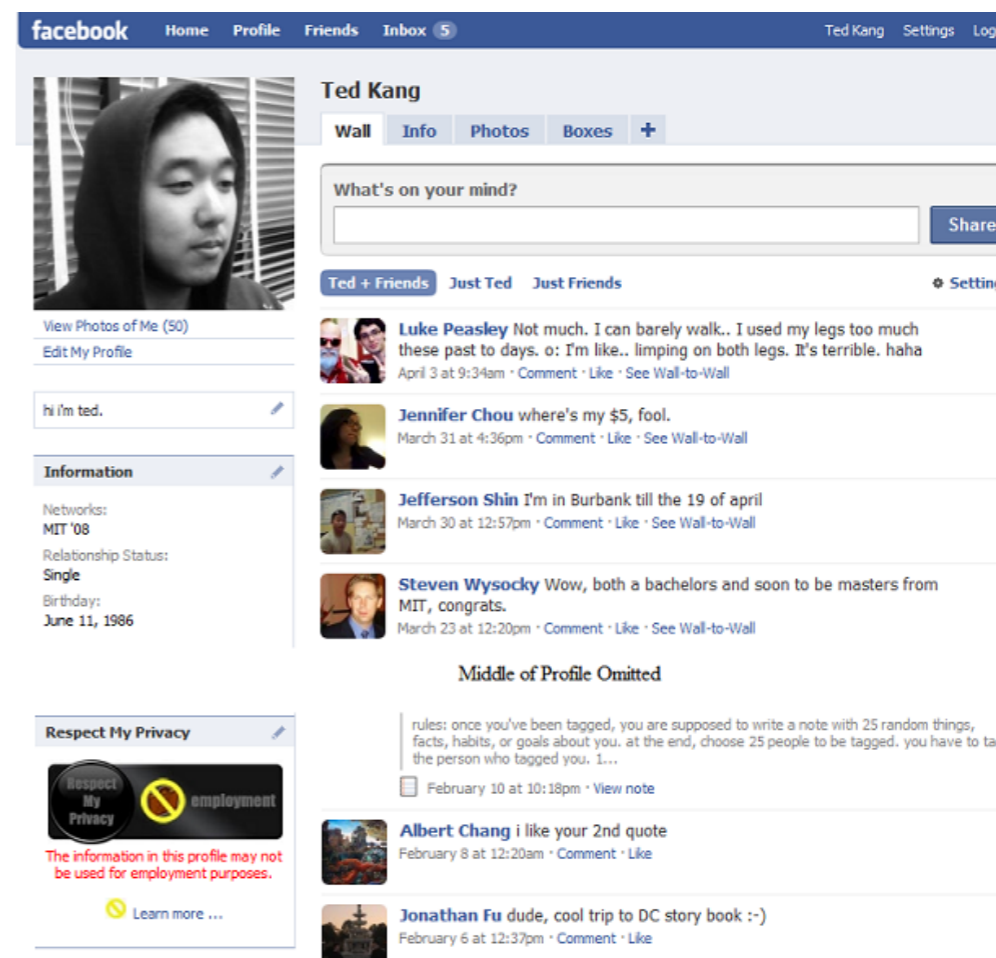 facebook Home Profile Friends Inbox 5 Ted Kang Settings Log
Ted Kang
Wall Info Photos Boxes +
What's on your mind?
Share
Ted + Friends Just Ted Just Friends Setting
View Photos of Me (50)
Edit My Profile
hi i'm ted.
Information
Networks:
MIT '08
Relationship Status:
Single
Birthday:
June 11, 1986
Luke Peasley Not much. I can barely walk.. I used my legs too much
these past to days. o: I'm like.. limping on both legs. It's terrible. haha
April 3 at 9:34am · Comment · Like · See Wall-to-Wall
Jennifer Chou where's my $5, fool.
March 31 at 4:36pm · Comment · Like · See Wall-to-Wall
Jefferson Shin I'm in Burbank till the 19 of april
March 30 at 12:57pm · Comment · Like · See Wall-to-Wall
Steven Wysocky Wow, both a bachelors and soon to be masters from
MIT, congrats.
March 23 at 12:20pm · Comment · Like · See Wall-to-Wall
Middle of Profile Omitted
Respect My Privacy
Respect
My
Privacy
employment
The information in this profile may not
be used for employment purposes.
Learn more ...
rules: once you've been tagged, you are supposed to write a note with 25 random things,
facts, habits, or goals about you. at the end, choose 25 people to be tagged. you have to ta
the person who tagged you. 1...
February 10 at 10:18pm · View note
Albert Chang i like your 2nd quote
February 8 at 12:20am · Comment · Like
Jonathan Fu dude, cool trip to DC story book :-)
February 6 at 12:37pm · Comment · Like